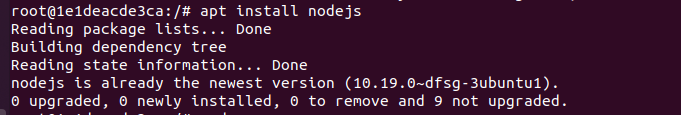 root@1e1deacde3ca:/# apt install nodejs
Reading package lists... Done
Building dependency tree
Reading state information... Done
nodejs is already the newest version (10.19.0~dfsg-3ubuntu1).
0 upgraded, 0 newly installed, 0 to remove and 9 not upgraded.